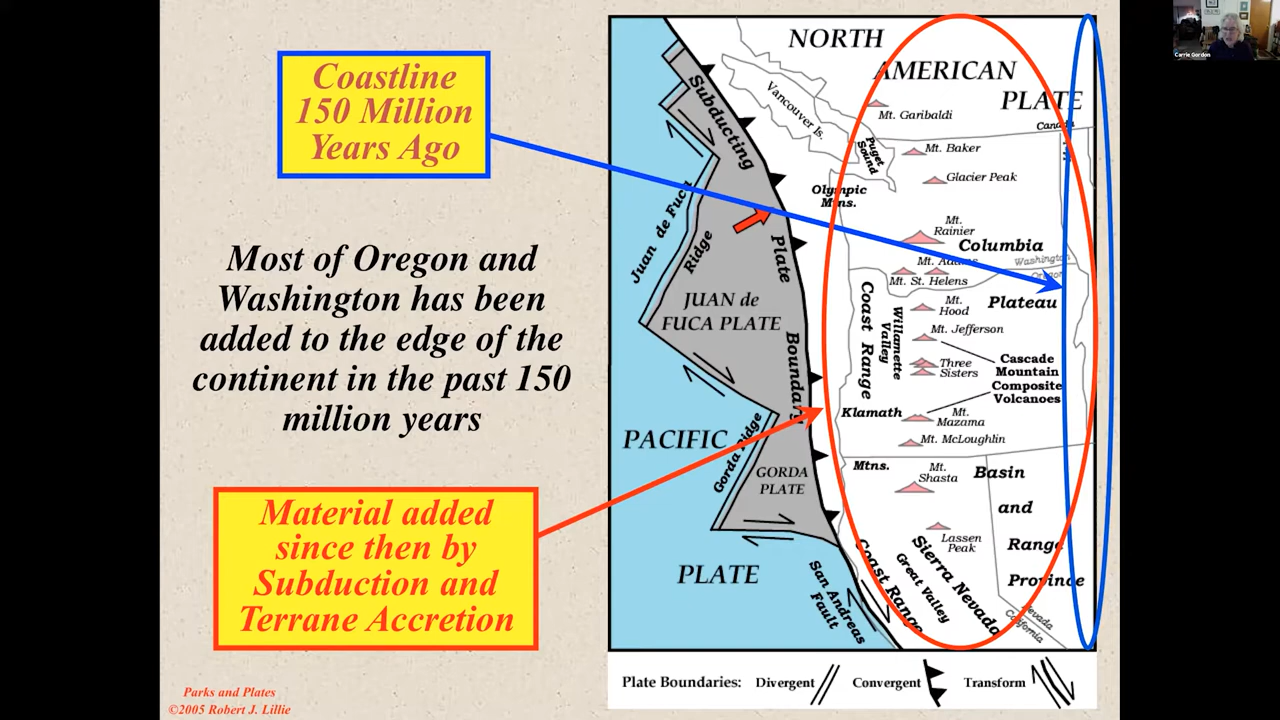 Coastline
150 Million
Years Ago
Most of Oregon and
Washington has been
added to the edge of the
continent in the past 150
million years
Material added
since then by
Subduction and
Terrane Accretion
Parks and Plates
©2005 Robert J. Lillie
NORTH
AMERICAN
PLATE
Canada
Subducting
Plate
Boundary
Vancouver Is.
Puget
Sound
Mt. Garibaldi
Mt. Baker
Glacier Peak
Olympic
Mtns.
Mt.
Rainier
Columbia
Washington
Oregon
Mt. Adams
Mt. St. Helens
Mt.
Hood
Plateau
Juan de Fuca
Ridge
JUAN de
FUCA PLATE
Coast Range
Willamette
Valley
Mt. Jefferson
Three
Sisters
Cascade
Mountain
Composite
Volcanoes
Klamath
Mtns.
Mt.
Mazama
Mt. McLoughlin
PACIFIC
PLATE
Gorda Ridge
GORDA
PLATE
Mt.
Shasta
Basin
and
Range
Province
Lassen
Peak
Sierra Nevada
Great Valley
Coast Range
San Andreas
Fault
Nevada
California
Plate Boundaries:
Divergent
Convergent
Transform
Carrie Gordon